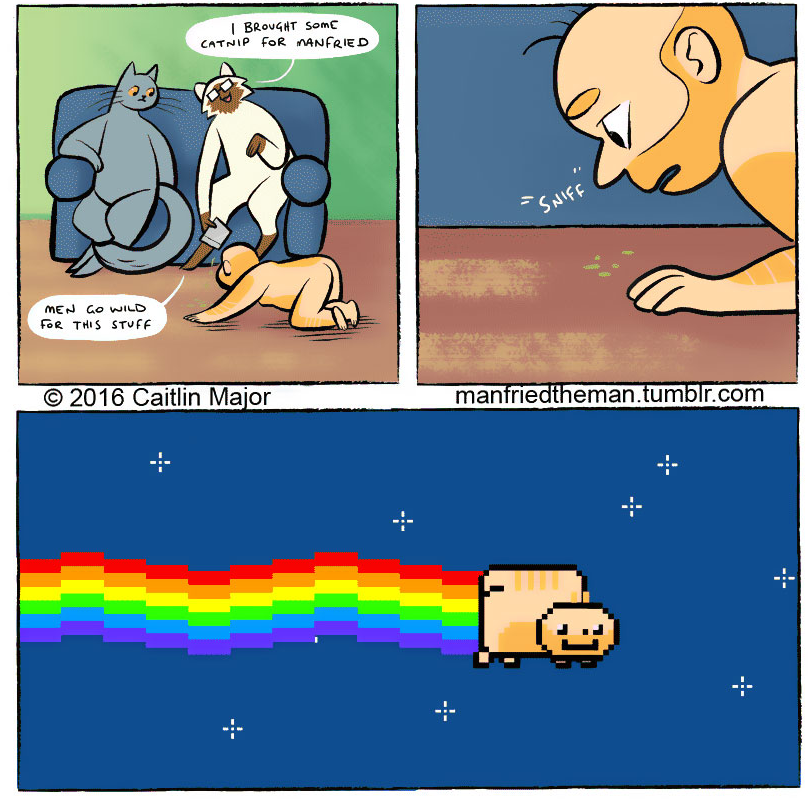 I BROUGHT SOME
CATNIP FOR MANFRIED
MEN GO WILD
FOR THIS STUFF
SNIFF
© 2016 Caitlin Major
manfriedtheman.tumblr.com